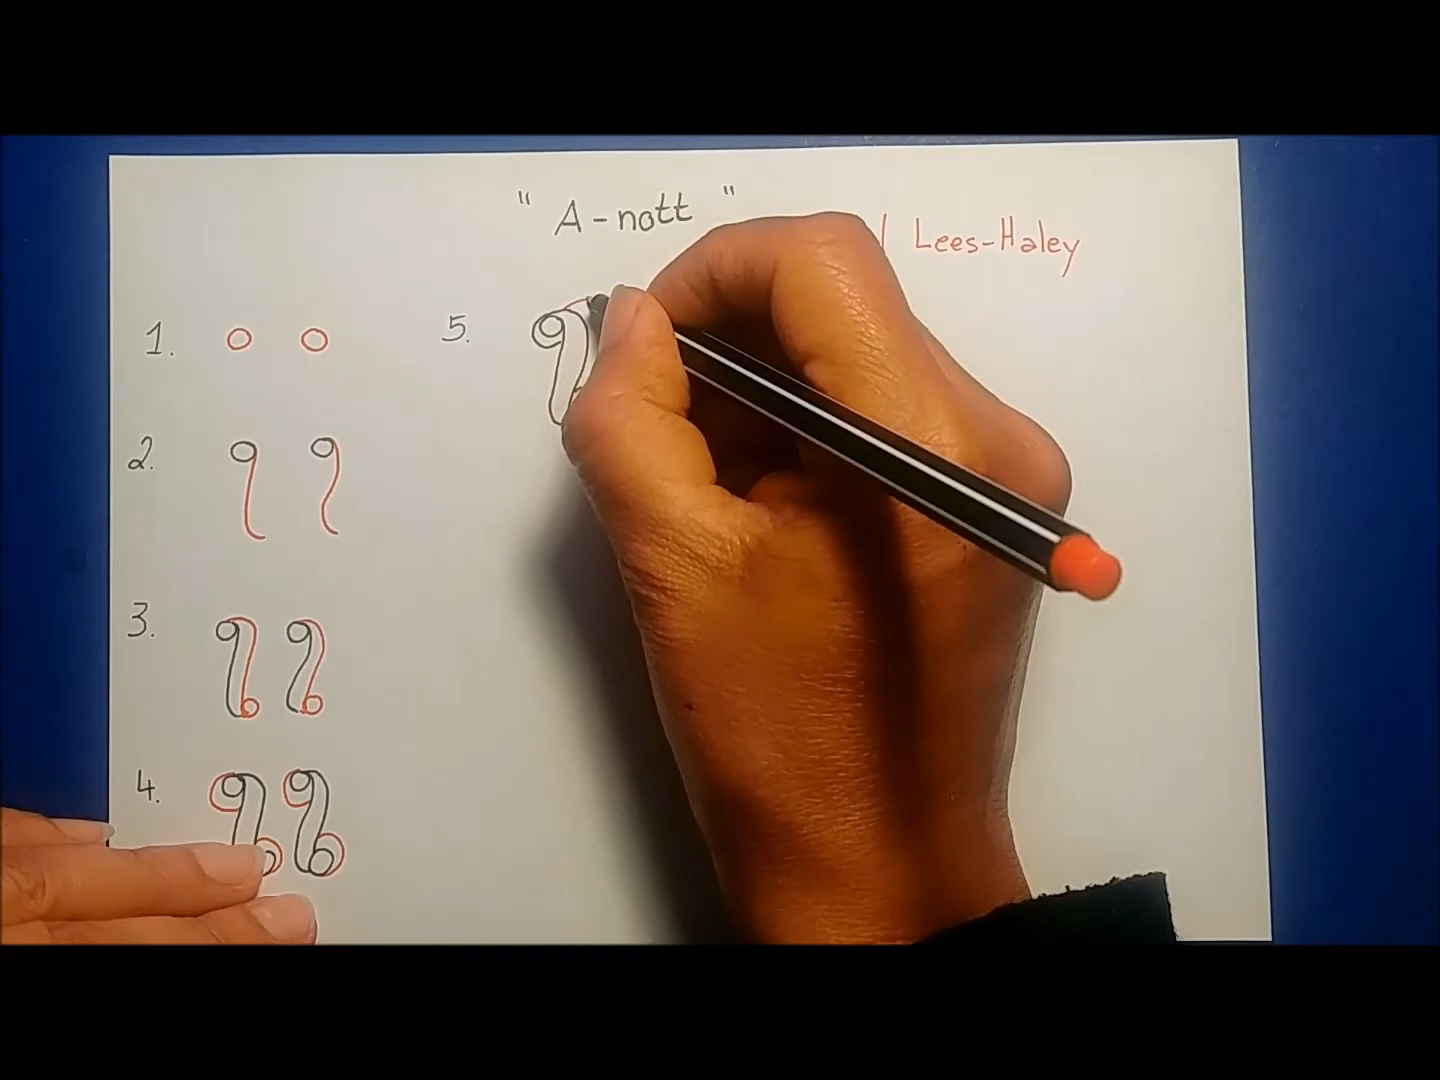 " A-nott "
Lees-Haley
1.
5.
2.
3.
4.